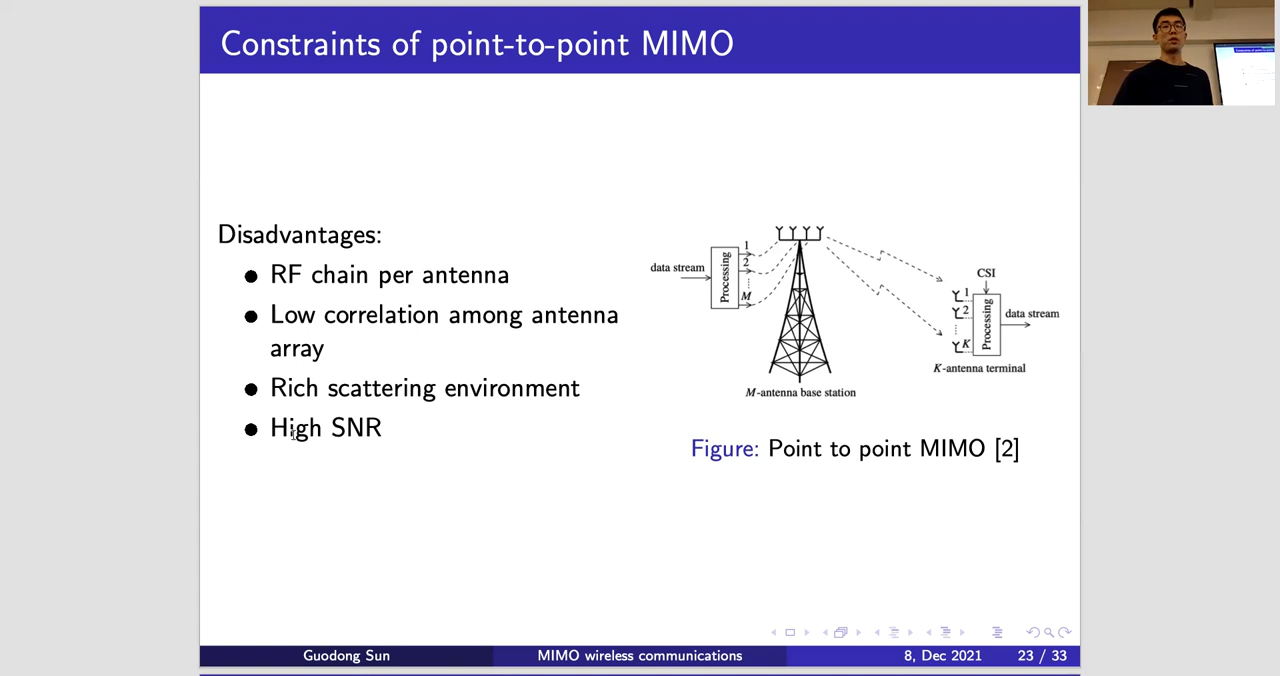 Constraints of point-to-point MIMO
Disadvantages:
RF chain per antenna
Low correlation among antenna
array
Rich scattering environment
High SNR
data stream
Processing
1
2
M
M-antenna base station
CSI
1
2
K
Processing
data stream
K-antenna terminal
Figure: Point to point MIMO [2]
Guodong Sun
MIMO wireless communications
8, Dec 2021
23 / 33